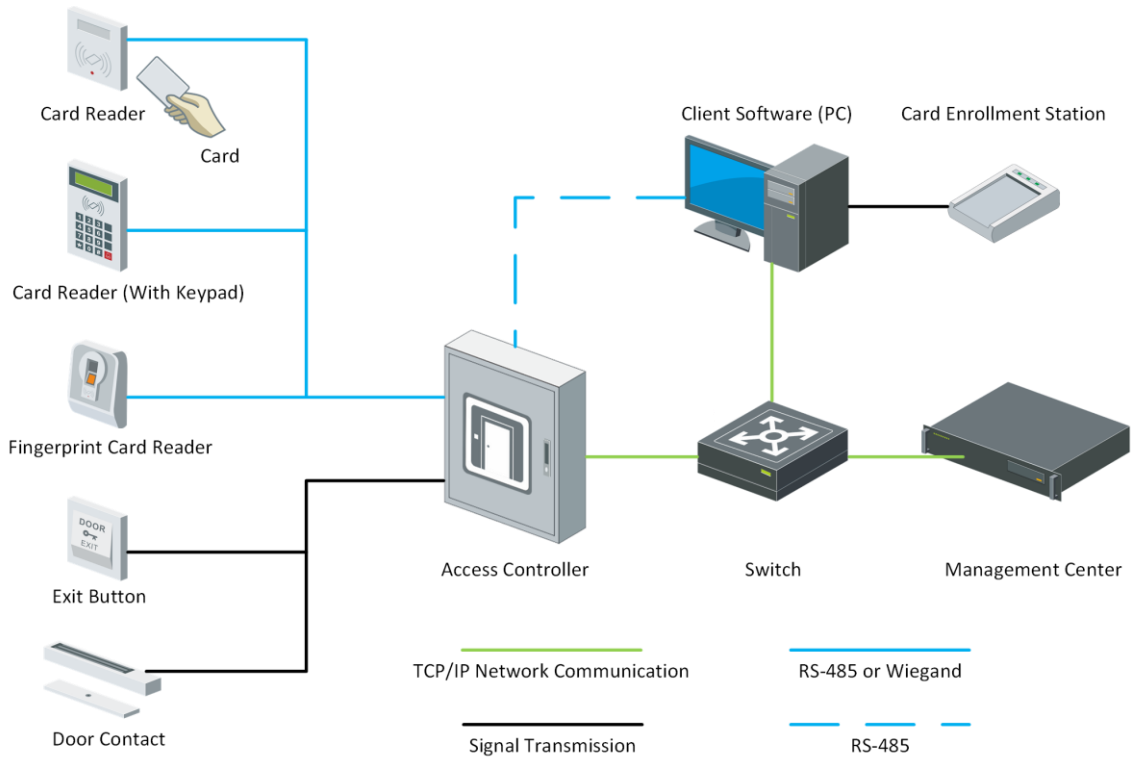 Card Reader
Card
Client Software (PC)
Card Enrollment Station
Card Reader (With Keypad)
Fingerprint Card Reader
DOOR
EXIT
Exit Button
Access Controller
Switch
Management Center
TCP/IP Network Communication
RS-485 or Wiegand
Door Contact
Signal Transmission
RS-485